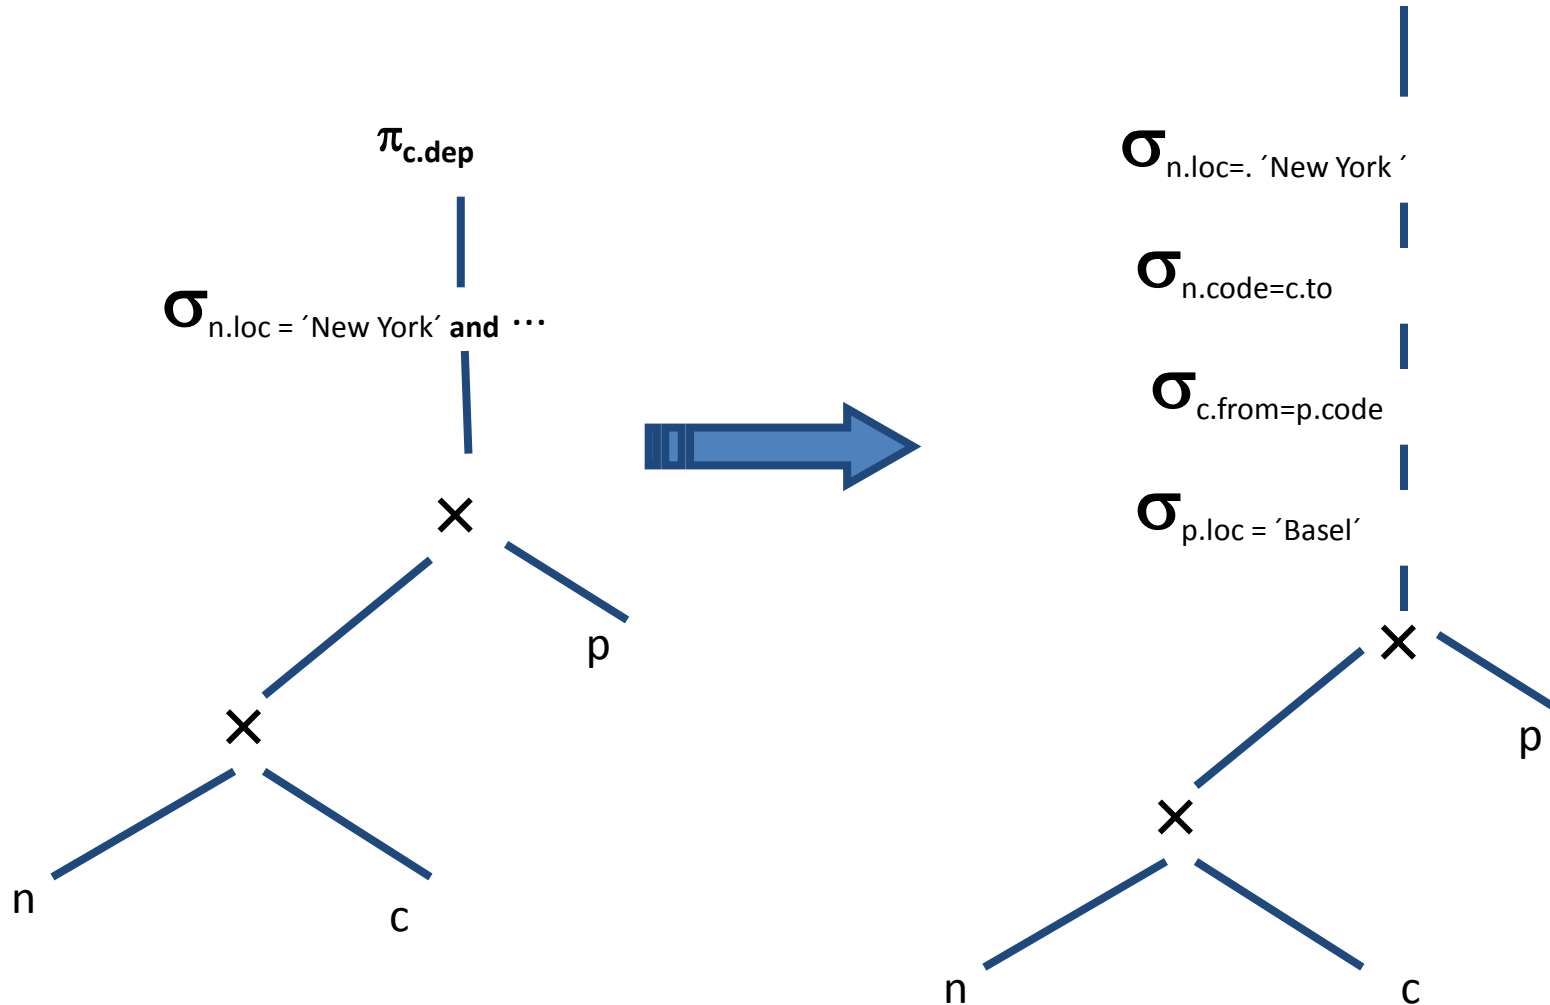 πc.dep
σn.loc = ´New York´ and ...
×
p
×
n
c
σn.loc=. ´New York ´
σn.code=c.to
σc.from=p.code
σp.loc = ´Basel´
×
p
×
n
c